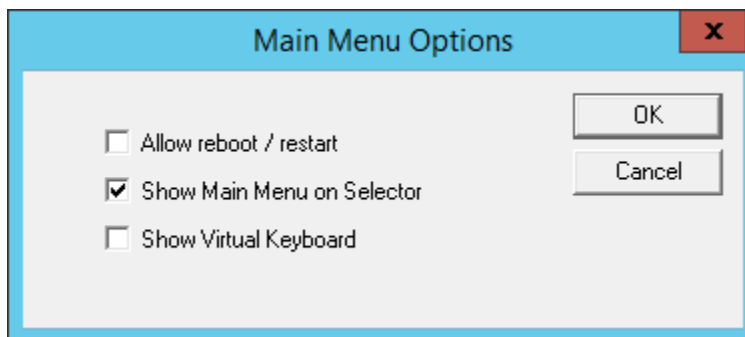 Main Menu Options
x
OK
Allow reboot / restart
Cancel
Show Main Menu on Selector
Show Virtual Keyboard